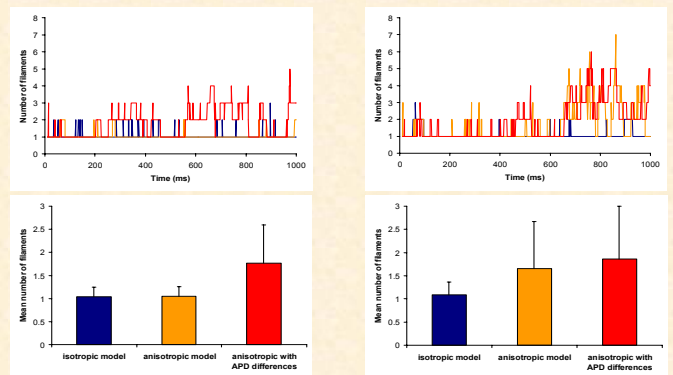 Number of filaments
8
7
6
5
4
3
2
1
0
0 200 400 600 800 1000
Time (ms)
Number of filaments
8
7
6
5
4
3
2
1
0
0 200 400 600 800 1000
Time (ms)
Mean number of filaments
3
2.5
2
1.5
1
0.5
0
isotropic model anisotropic model anisotropic with
APD differences
Mean number of filaments
3
2.5
2
1.5
1
0.5
0
isotropic model anisotropic model anisotropic with
APD differences